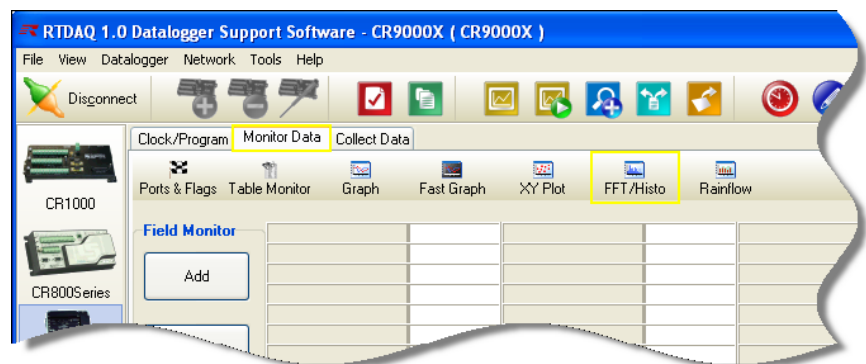 RTDAQ 1.0 Datalogger Support Software - CR9000X ( CR9000X )
File View Datalogger Network Tools Help
Disconnect
Clock/Program Monitor Data Collect Data
Ports & Flags Table Monitor Graph Fast Graph XY Plot FFT/Histo Rainflow
CR1000
Field Monitor
Add
CR800Series